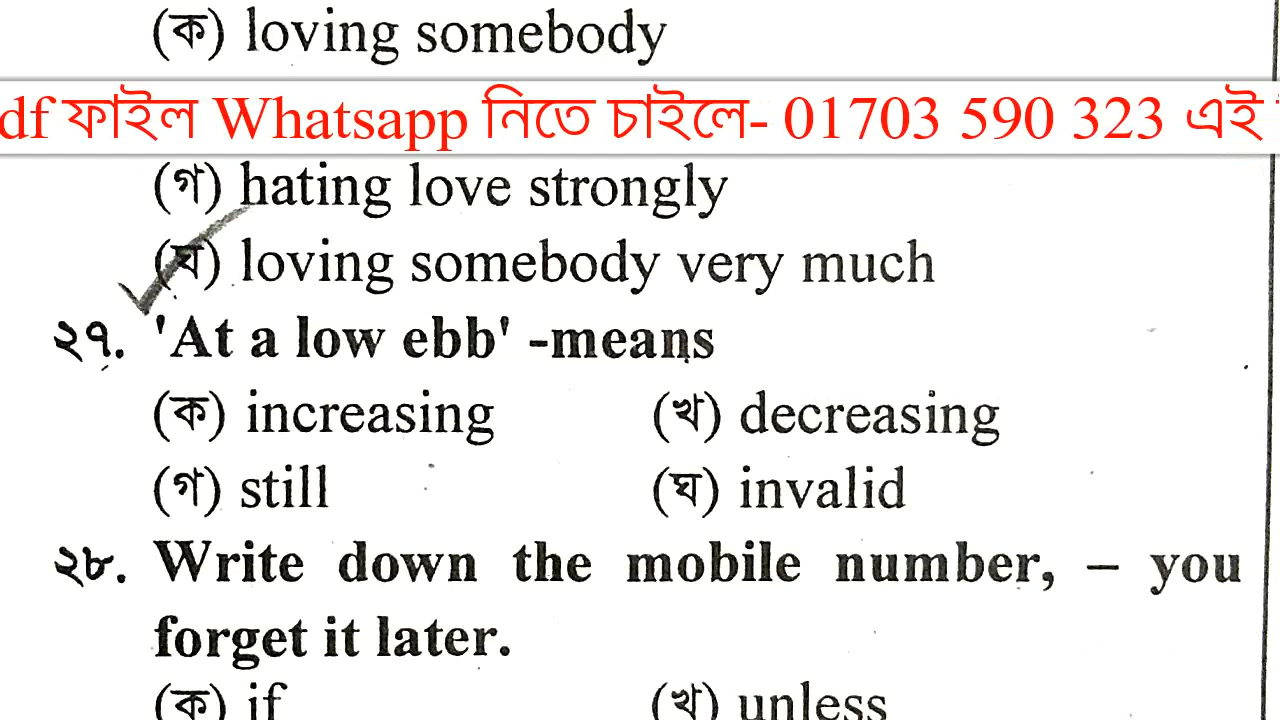 (ক) loving somebody
df ফাইল Whatsapp নিতে চাইলে- 01703 590 323 এই
(গ) hating love strongly
(ঘ) loving somebody very much
২৭. 'At a low ebb' -means
(ক) increasing (খ) decreasing
(গ) still (ঘ) invalid
২৮. Write down the mobile number, – you
forget it later.
(ক) if (খ) unless